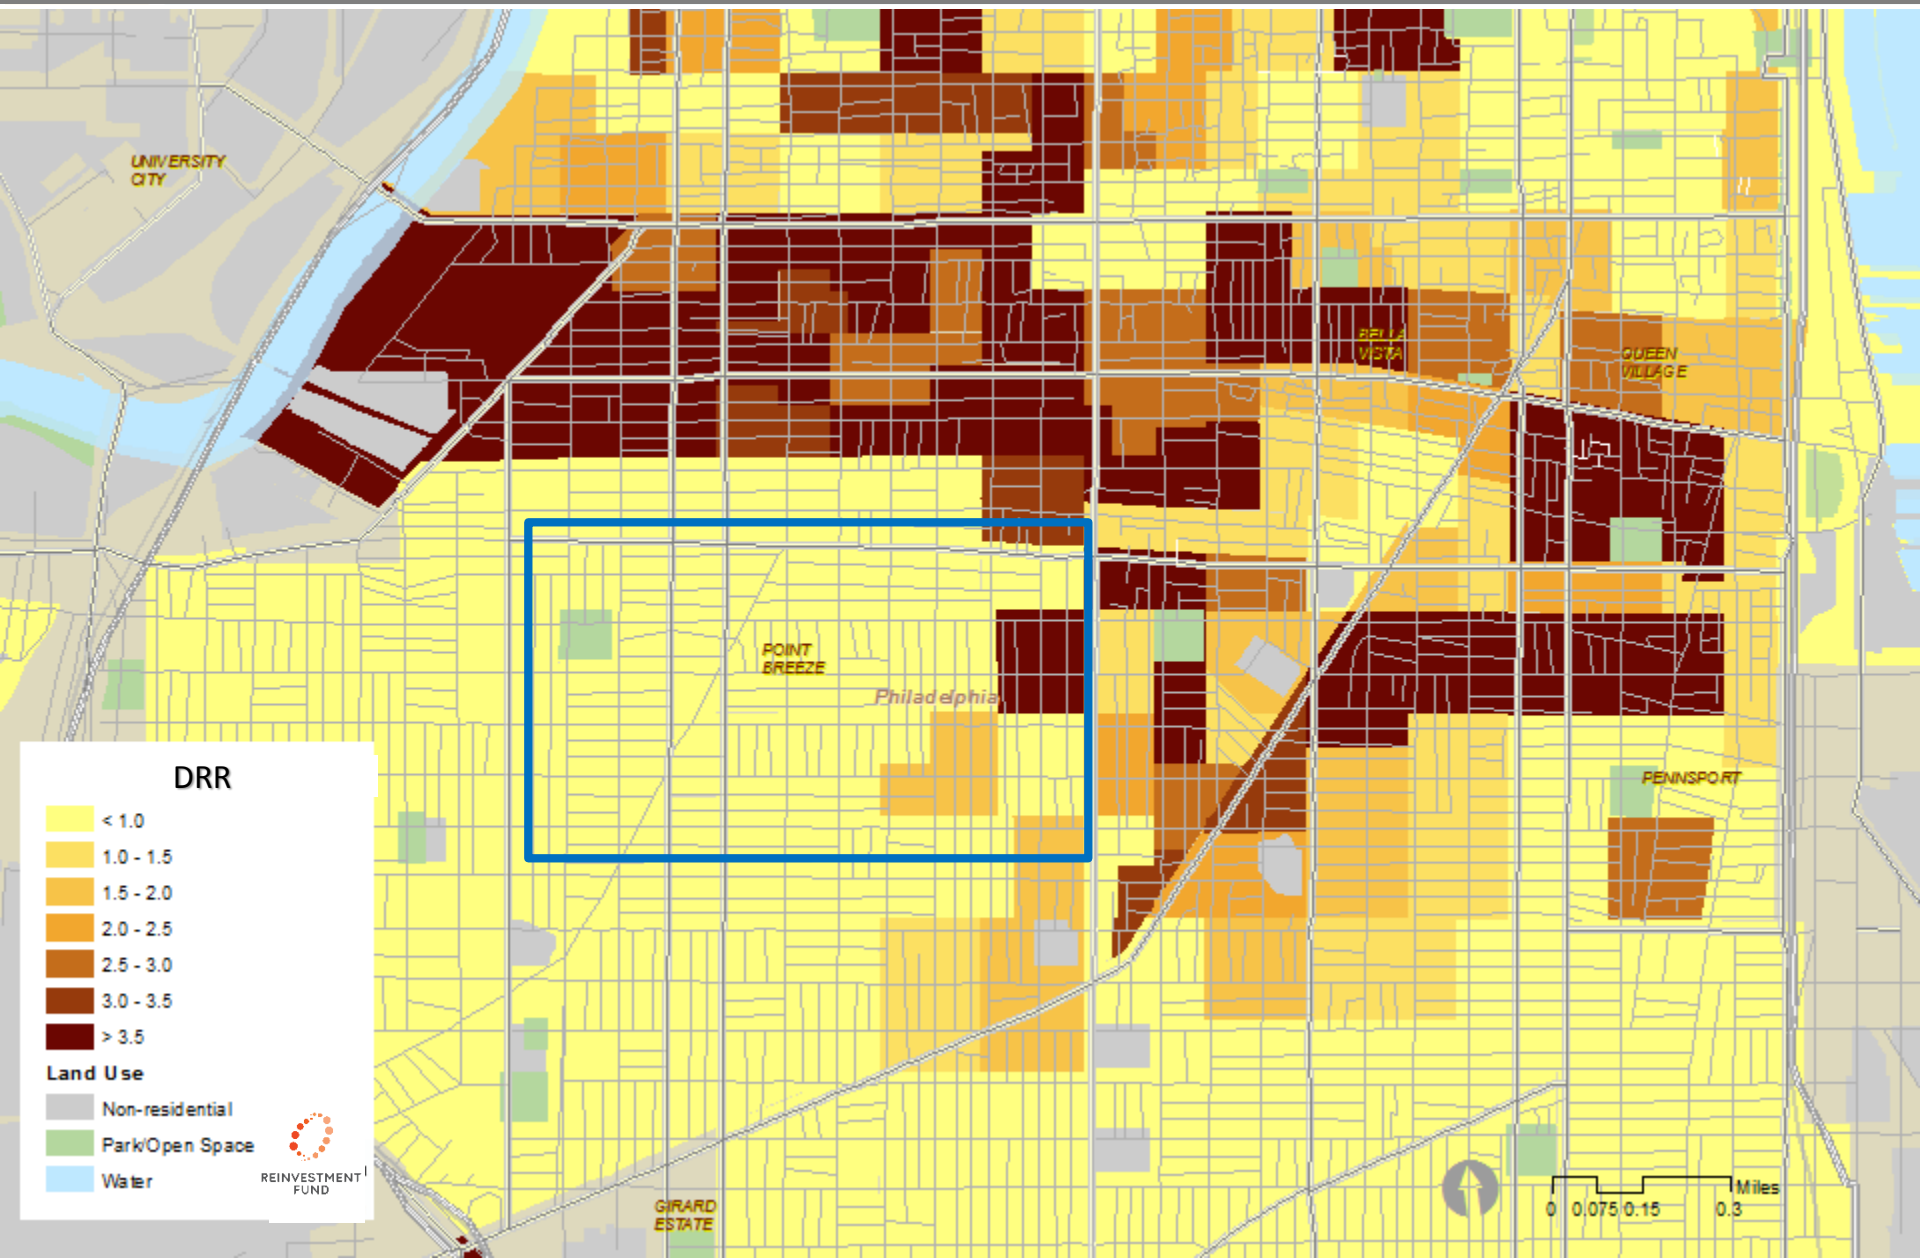 UNIVERSITY
CITY
BELLA
VISTA
QUEEN
VILLAGE
POINT
BREEZE
Philadelphia
PENNSPORT
GIRARD
ESTATE
DRR
< 1.0
1.0 - 1.5
1.5 - 2.0
2.0 - 2.5
2.5 - 3.0
3.0 - 3.5
> 3.5
Land Use
Non-residential
Park/Open Space
Water
REINVESTMENT
FUND
Miles
0 0.075 0.15 0.3